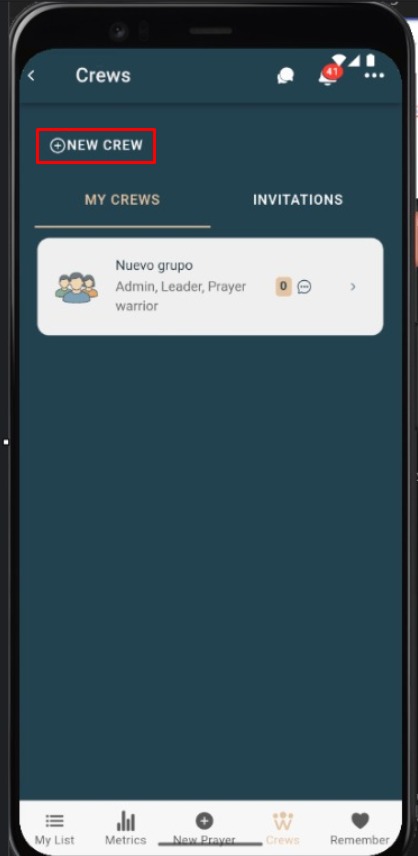 Crews
41
NEW CREW
MY CREWS
INVITATIONS
Nuevo grupo
Admin, Leader, Prayer
warrior
0
My List
Metrics
New Prayer
Crews
Remember